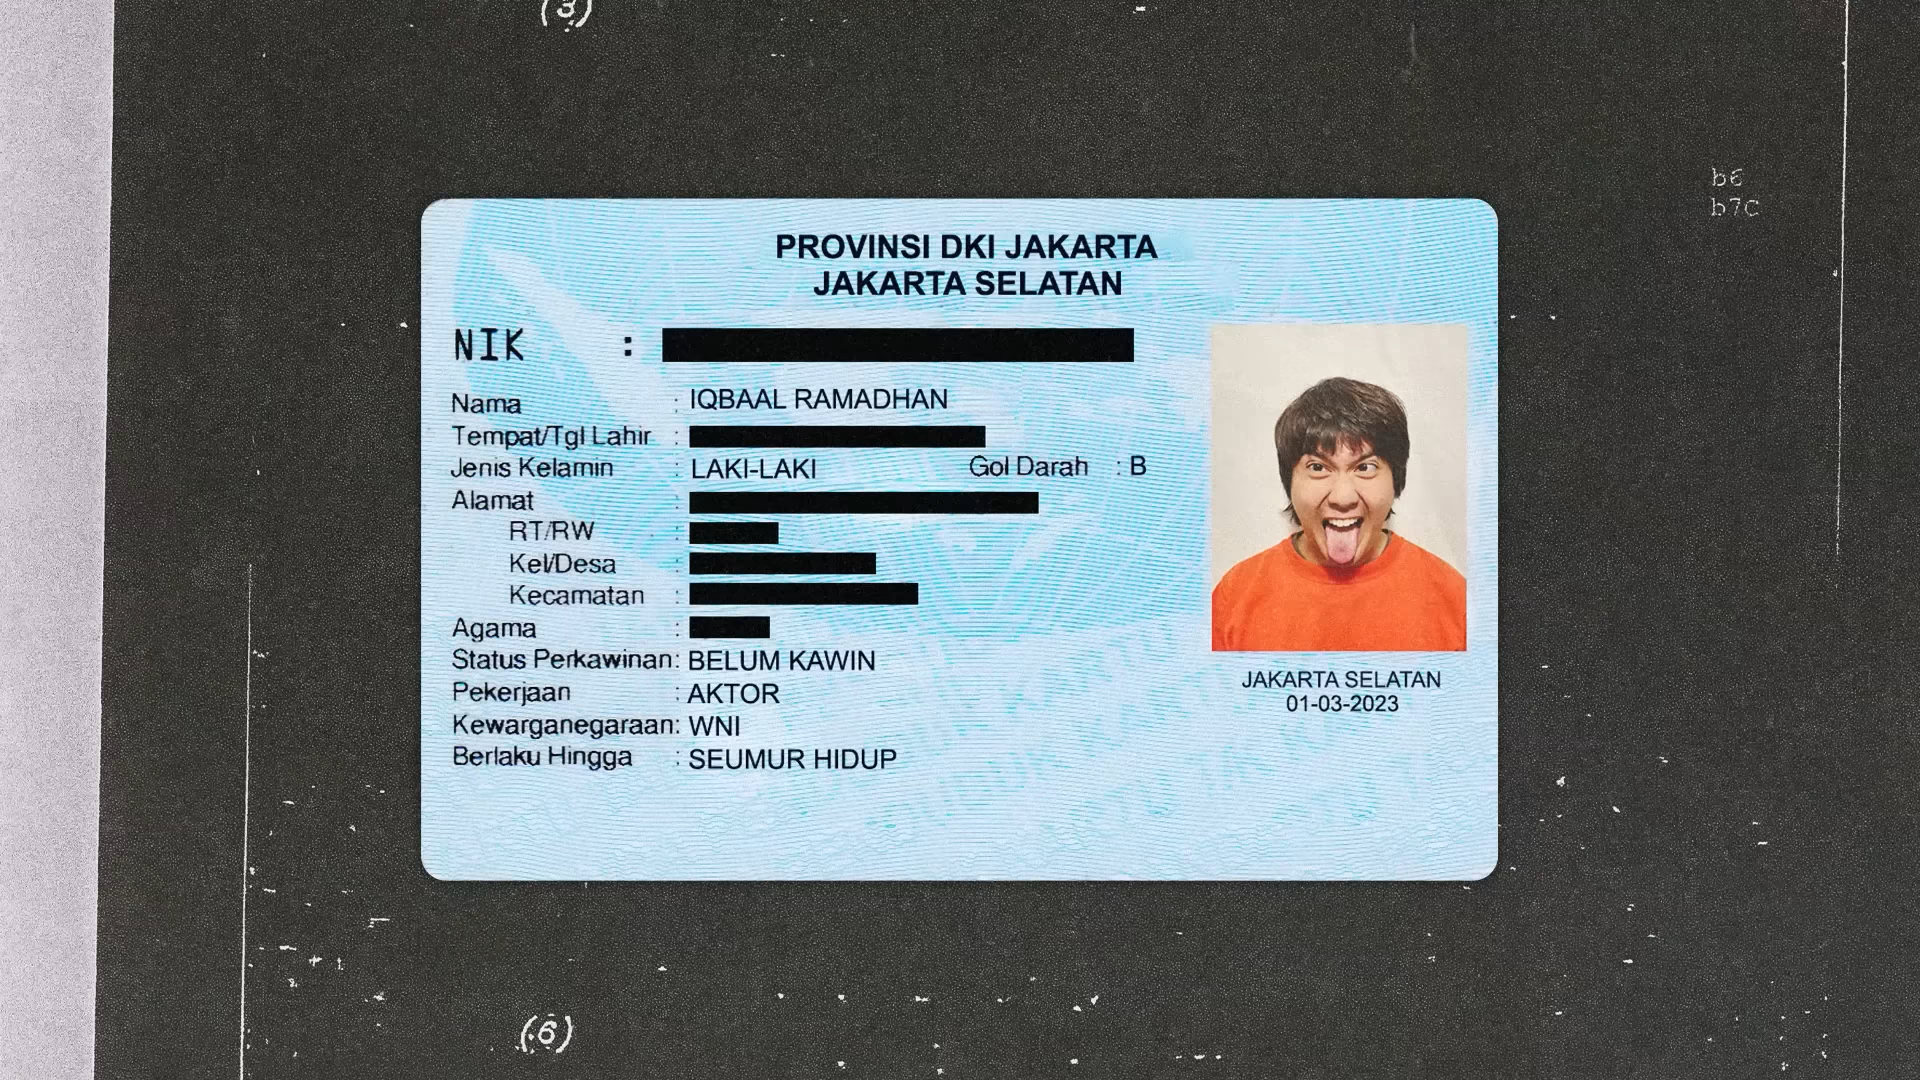 (3)
b6
b7C
PROVINSI DKI JAKARTA
JAKARTA SELATAN
NIK :
Nama : IQBAAL RAMADHAN
Tempat/Tgl Lahir :
Jenis Kelamin : LAKI-LAKI Gol Darah : B
Alamat :
RT/RW :
Kel/Desa :
Kecamatan :
Agama :
Status Perkawinan: BELUM KAWIN
Pekerjaan : AKTOR
Kewarganegaraan: WNI
Berlaku Hingga : SEUMUR HIDUP
JAKARTA SELATAN
01-03-2023
(6)